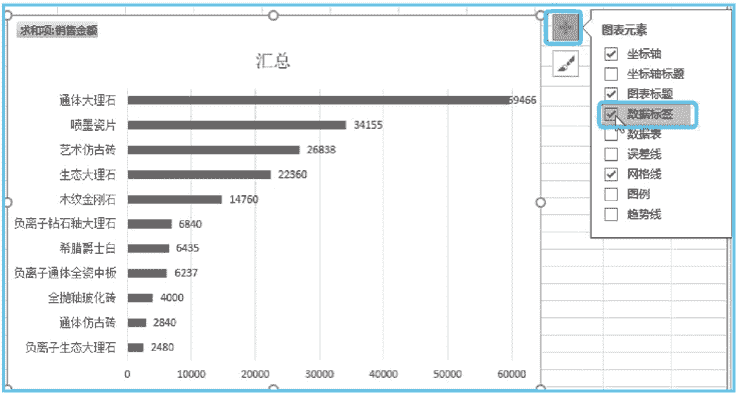 求和项:销售金额
汇总
通体大理石
59466
喷墨瓷片
34155
艺术仿古砖
26838
生态大理石
22360
木纹金刚石
14760
负离子钻石釉大理石
6840
希腊爵士白
6435
负离子通体全瓷中板
6237
全抛釉玻化砖
4000
通体仿古砖
2840
负离子生态大理石
2480
0 10000 20000 30000 40000 50000 60000
图表元素
坐标轴
坐标轴标题
图表标题
数据标签
数据表
误差线
网格线
图例
趋势线